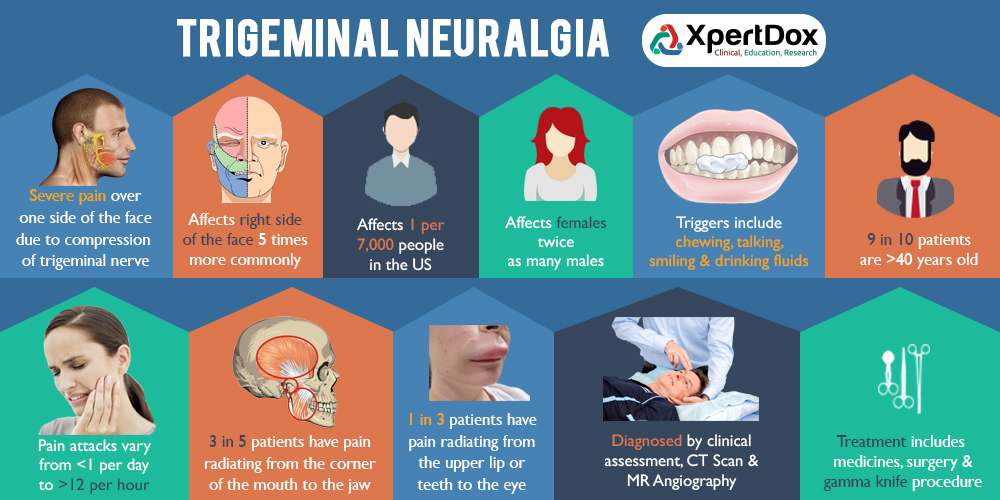 TRIGEMINAL NEURALGIA
XpertDox
Clinical, Education, Research
Severe pain over
one side of the face
due to compression
of trigeminal nerve
Affects right side
of the face 5 times
more commonly
Affects 1 per
7,000 people
in the US
Affects females
twice
as many males
Triggers include
chewing, talking,
smiling & drinking fluids
9 in 10 patients
are >40 years old
Pain attacks vary
from <1 per day
to >12 per hour
3 in 5 patients have pain
radiating from the corner
of the mouth to the jaw
1 in 3 patients have
pain radiating from
the upper lip or
teeth to the eye
Diagnosed by clinical
assessment, CT Scan &
MR Angiography
Treatment includes
medicines, surgery &
gamma knife procedure